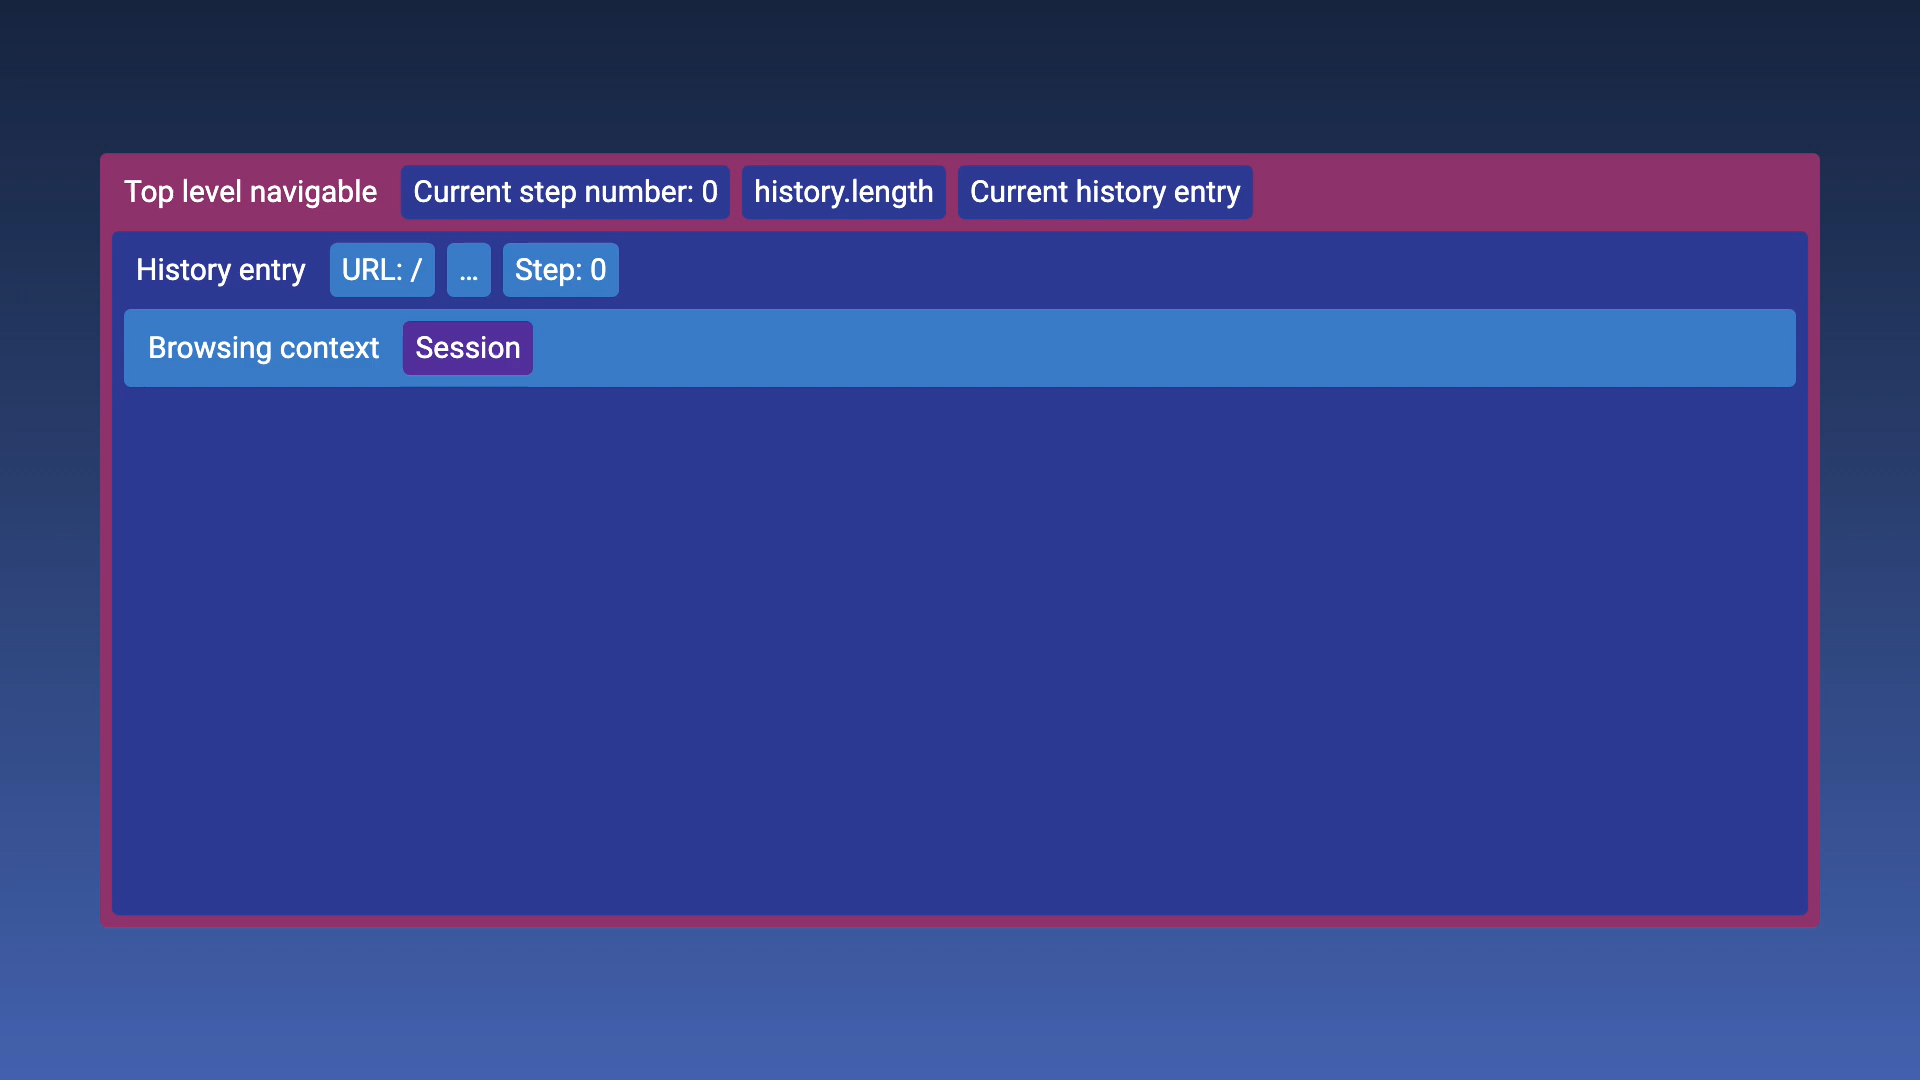 Top level navigable Current step number: 0 history.length Current history entry
History entry URL: / ... Step: 0
Browsing context Session